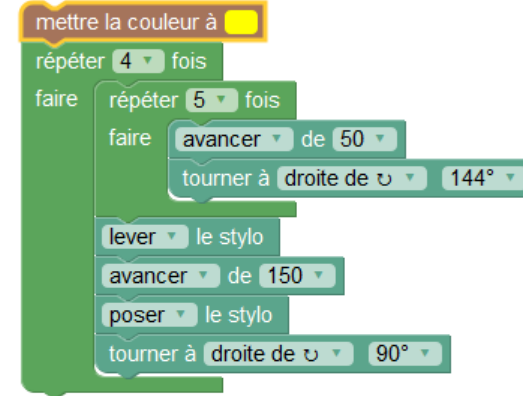 mettre la couleur à
répéter 4 fois
faire répéter 5 fois
faire avancer de 50
tourner à droite de ↻ 144°
lever le stylo
avancer de 150
poser le stylo
tourner à droite de ↻ 90°